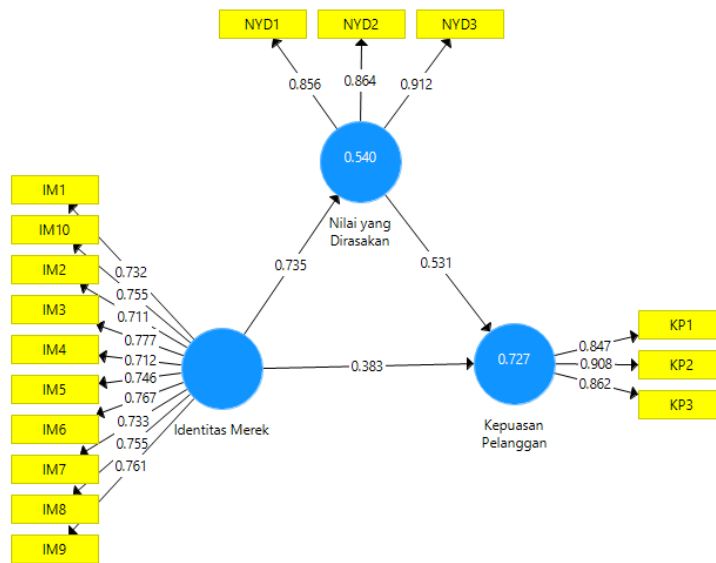 NYD1
NYD2
NYD3
0.856
0.864
0.912
0.540
Nilai yang
Dirasakan
IM1
IM10
IM2
IM3
IM4
IM5
IM6
IM7
IM8
IM9
0.732
0.755
0.711
0.777
0.712
0.746
0.767
0.733
0.755
0.761
Identitas Merek
0.735
0.531
0.383
0.727
Kepuasan
Pelanggan
0.847
0.908
0.862
KP1
KP2
KP3